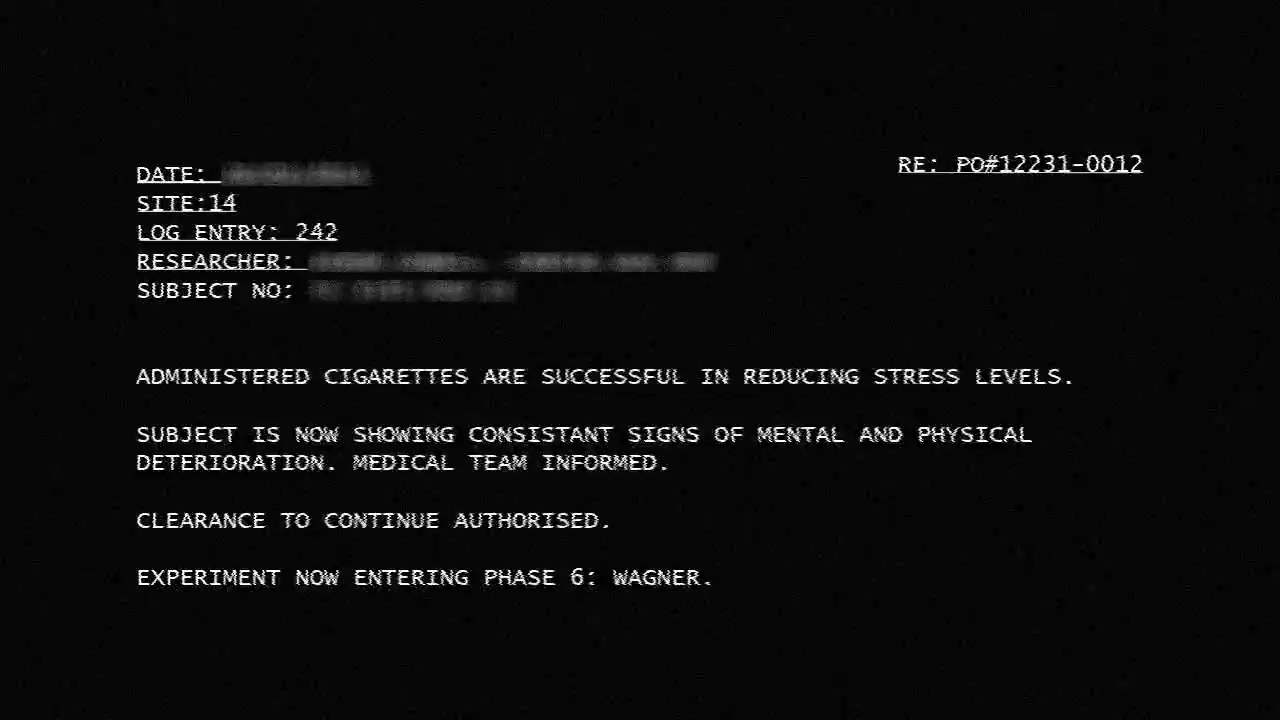 DATE:
RE: PO#12231-0012
SITE:14
LOG ENTRY: 242
RESEARCHER:
SUBJECT NO:
ADMINISTERED CIGARETTES ARE SUCCESSFUL IN REDUCING STRESS LEVELS.
SUBJECT IS NOW SHOWING CONSISTANT SIGNS OF MENTAL AND PHYSICAL
DETERIORATION. MEDICAL TEAM INFORMED.
CLEARANCE TO CONTINUE AUTHORISED.
EXPERIMENT NOW ENTERING PHASE 6: WAGNER.